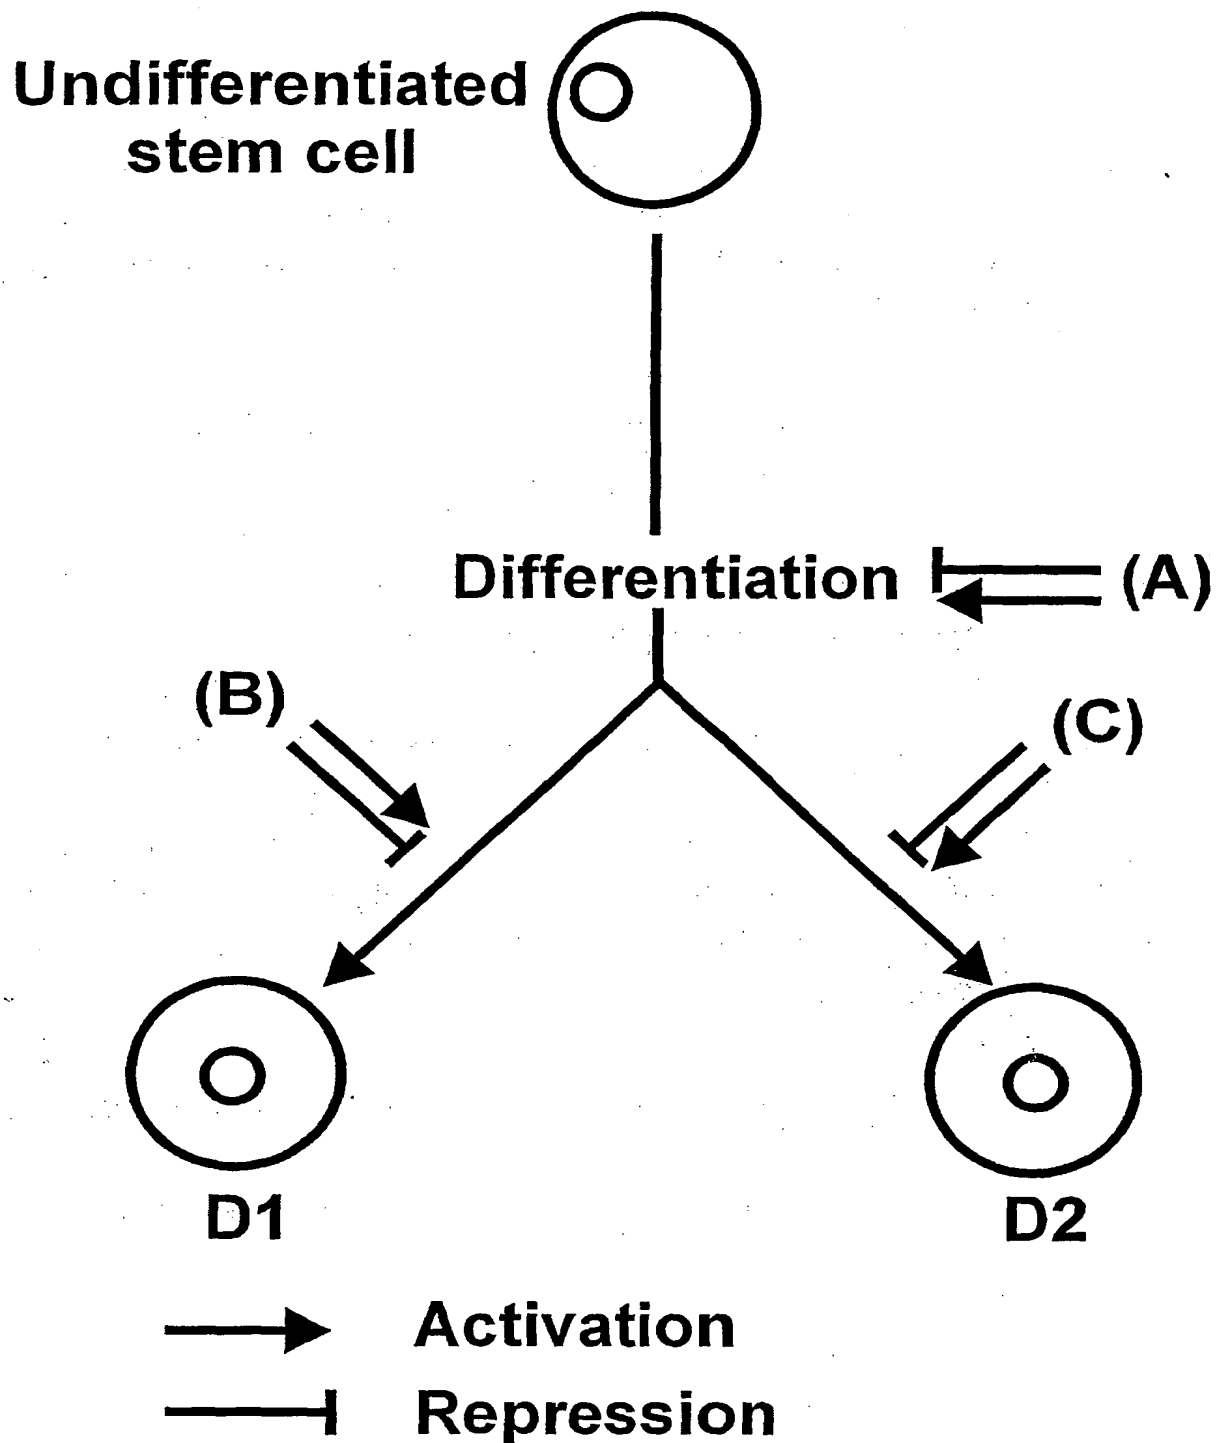 Undifferentiated
stem cell
Differentiation
(A)
(B)
(C)
D1
D2
Activation
Repression